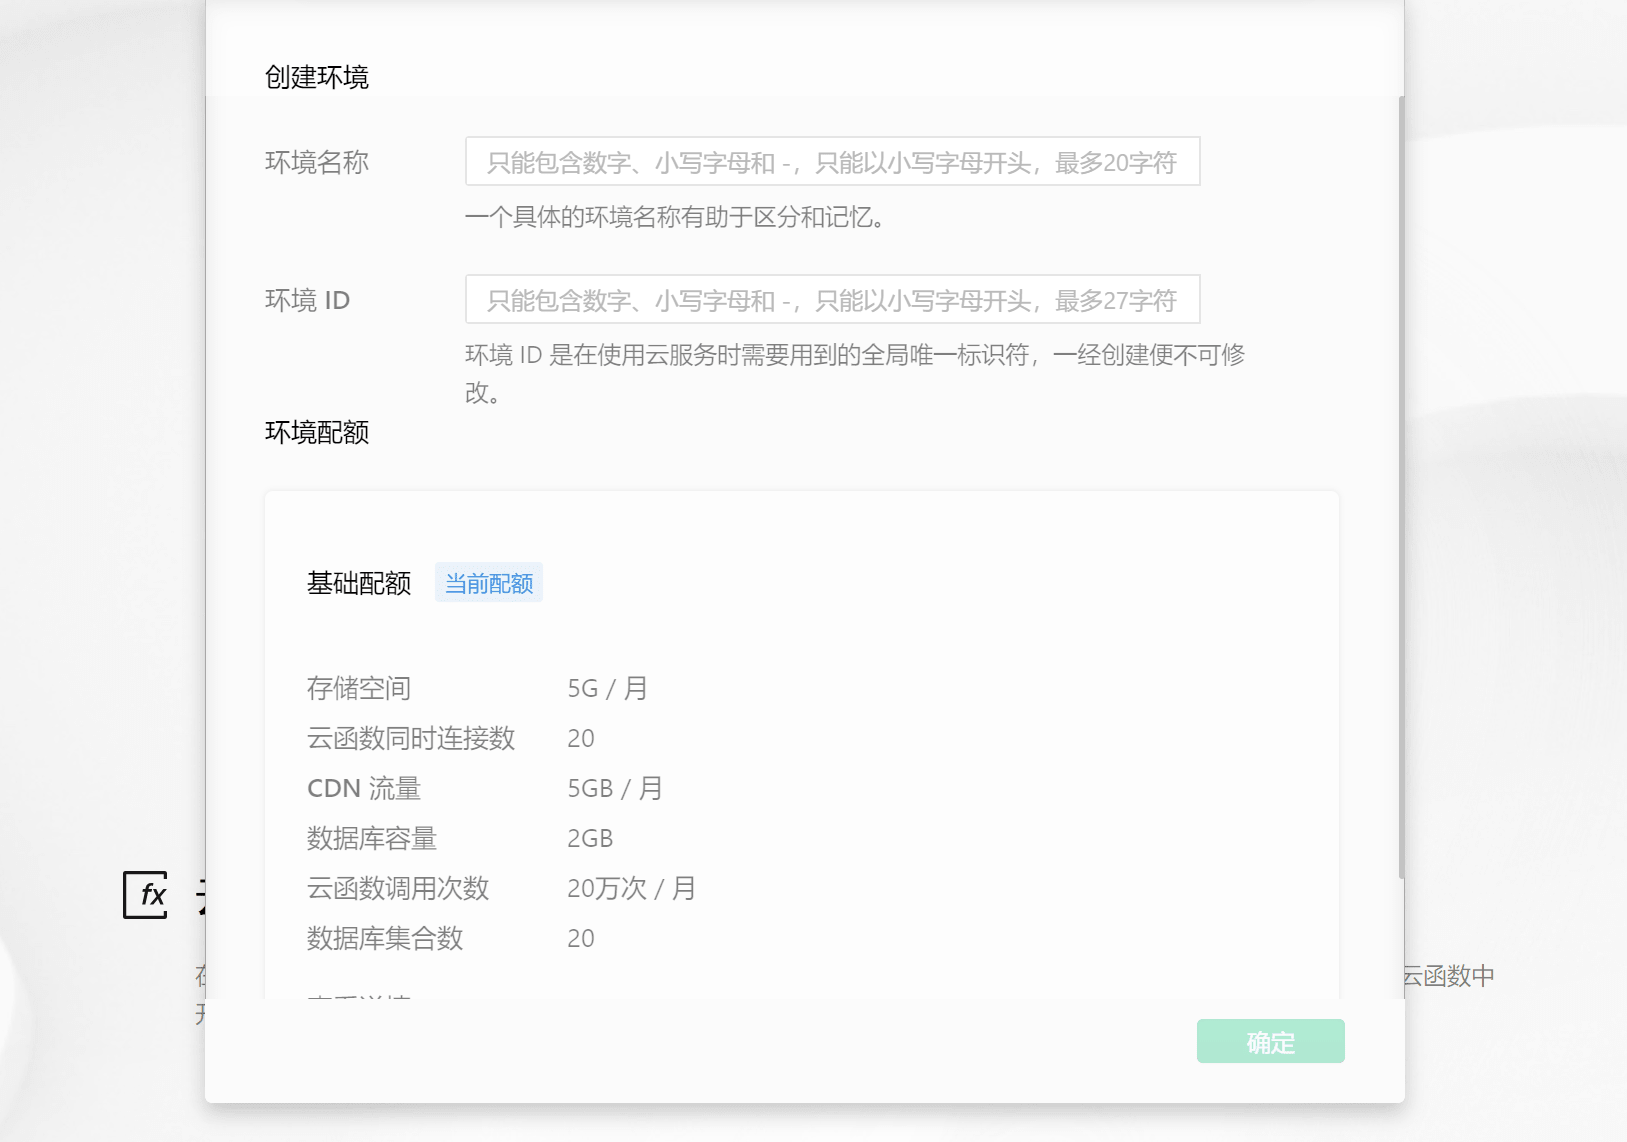 创建环境
环境名称
只能包含数字、小写字母和 -，只能以小写字母开头，最多20字符
一个具体的环境名称有助于区分和记忆。
环境 ID
只能包含数字、小写字母和 -，只能以小写字母开头，最多27字符
环境 ID 是在使用云服务时需要用到的全局唯一标识符，一经创建便不可修
改。
环境配额
基础配额 当前配额
存储空间 5G / 月
云函数同时连接数 20
CDN 流量 5GB / 月
数据库容量 2GB
云函数调用次数 20万次 / 月
数据库集合数 20
fx
云函数中
确定